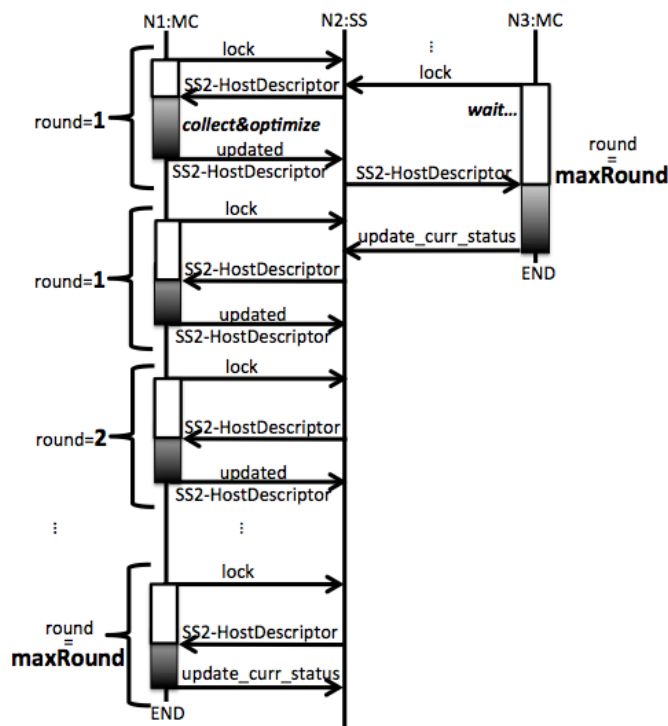 N1:MC N2:SS N3:MC
...
lock
lock
SS2-HostDescriptor
wait...
round=1
collect&optimize
updated
SS2-HostDescriptor
SS2-HostDescriptor
round
=
maxRound
lock
update_curr_status
END
round=1
SS2-HostDescriptor
updated
SS2-HostDescriptor
lock
round=2
SS2-HostDescriptor
updated
SS2-HostDescriptor
... ...
lock
round
=
maxRound
SS2-HostDescriptor
update_curr_status
END